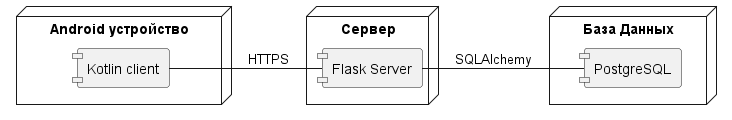 Android устройство
Kotlin client
HTTPS
Сервер
Flask Server
SQLAlchemy
База Данных
PostgreSQL